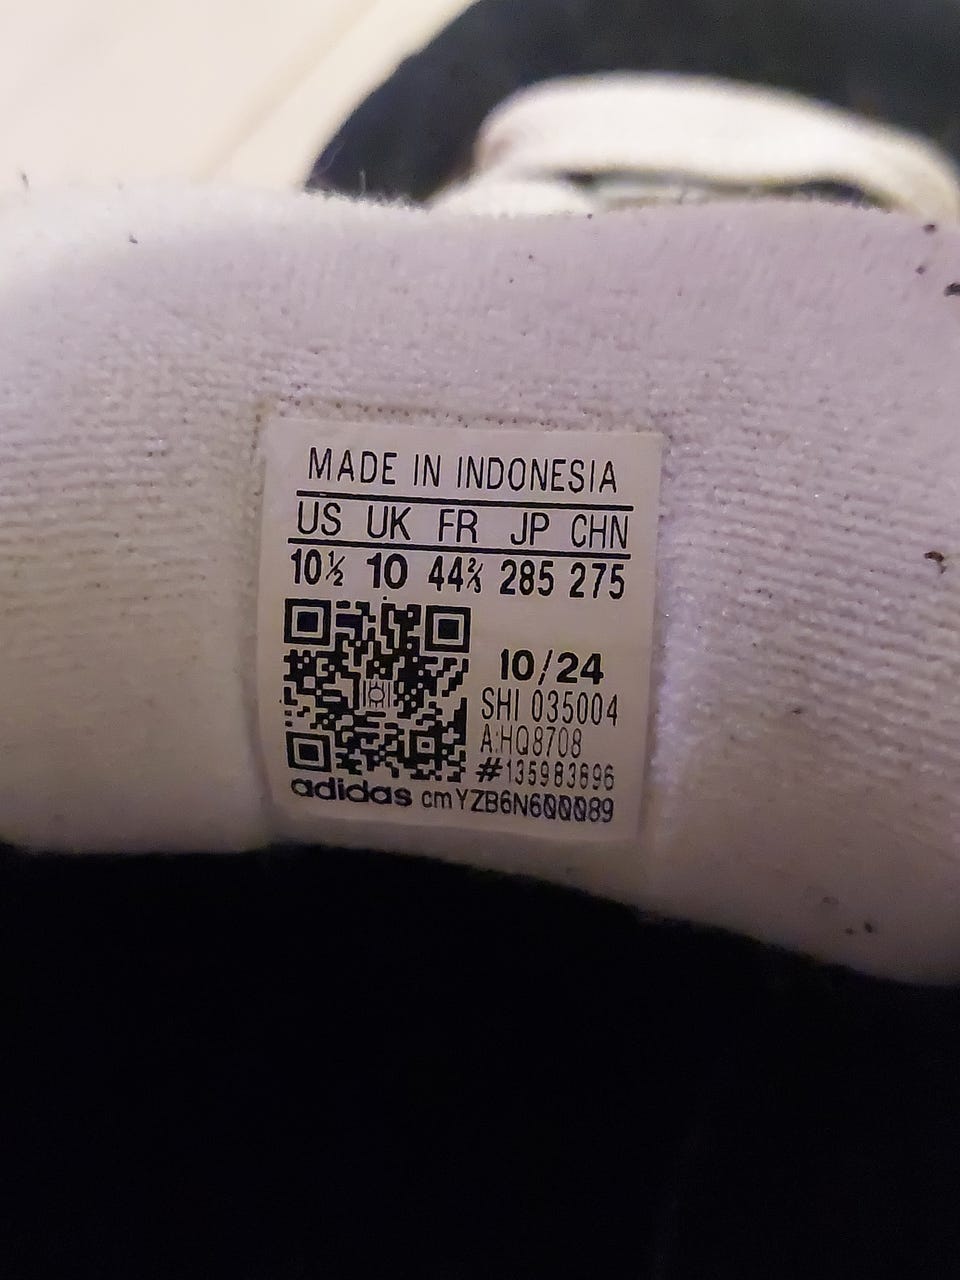 MADE IN INDONESIA
US UK FR JP CHN
10½ 10 44⅔ 285 275
10/24
SHI 035004
A:HQ8708
#135983896
adidas cmYZB6N600089